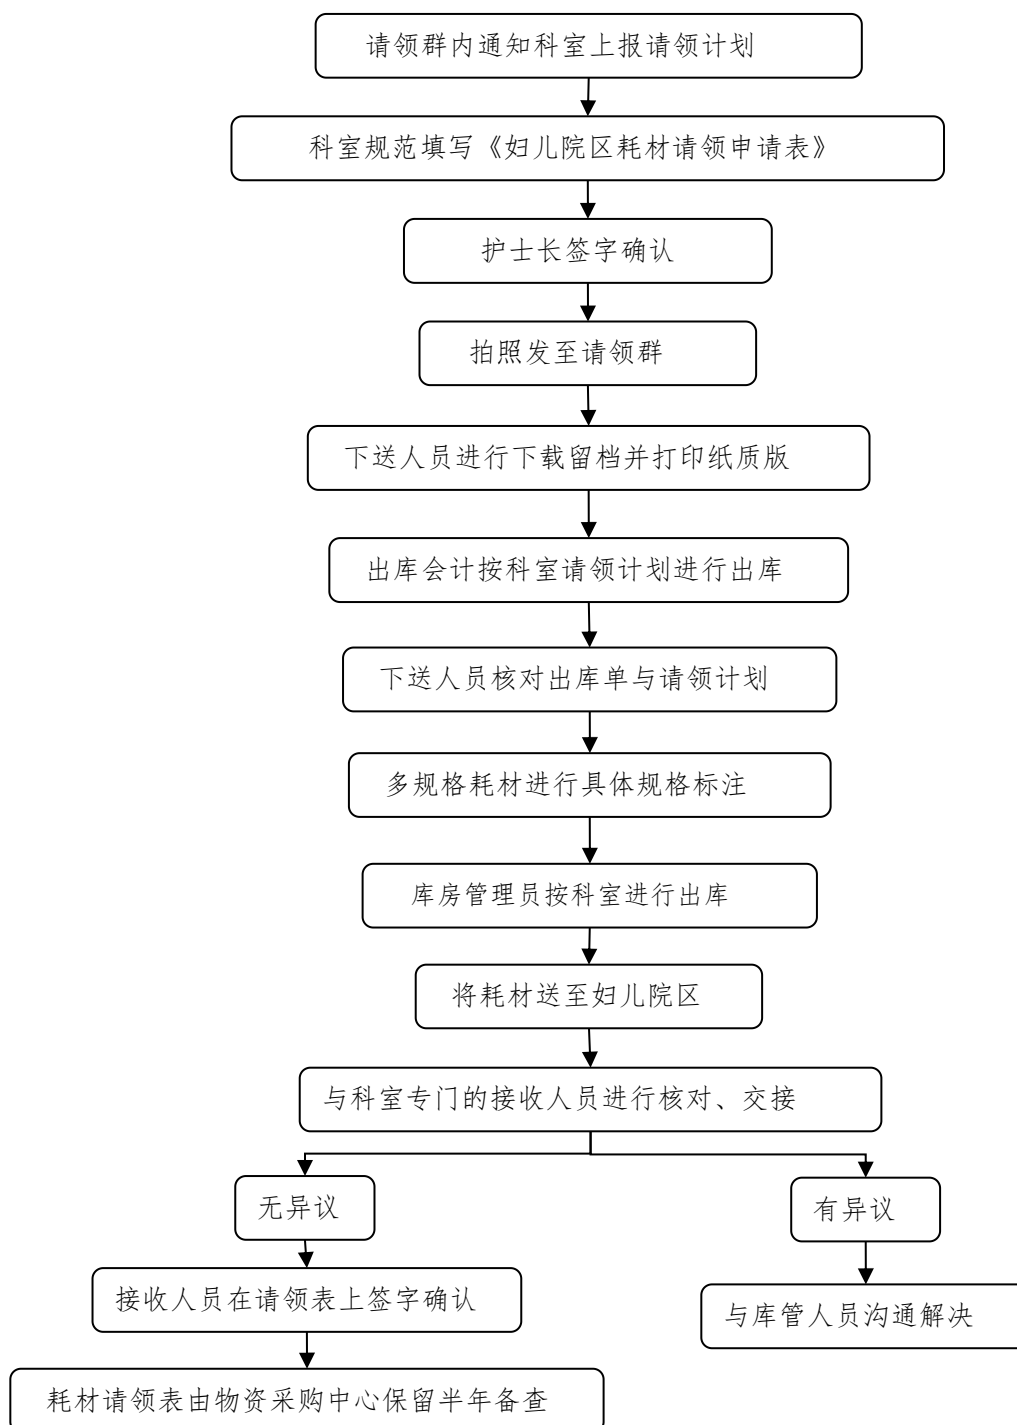 请领群内通知科室上报请领计划
科室规范填写《妇儿院区耗材请领申请表》
护士长签字确认
拍照发至请领群
下送人员进行下载留档并打印纸质版
出库会计按科室请领计划进行出库
下送人员核对出库单与请领计划
多规格耗材进行具体规格标注
库房管理员按科室进行出库
将耗材送至妇儿院区
与科室专门的接收人员进行核对、交接
无异议
有异议
接收人员在请领表上签字确认
与库管人员沟通解决
耗材请领表由物资采购中心保留半年备查